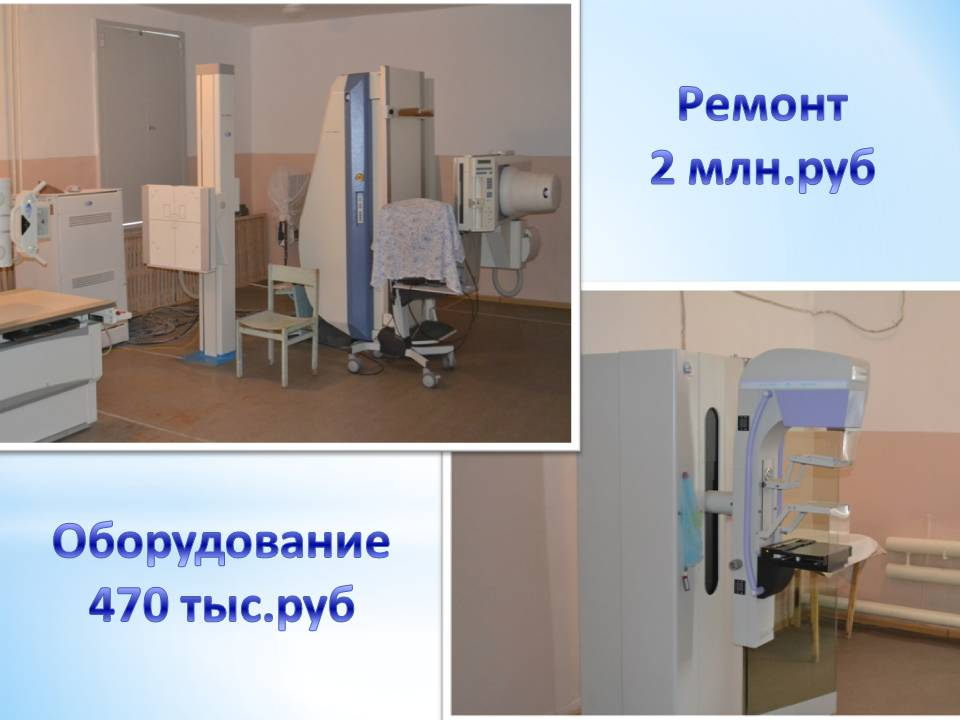 Ремонт
2 млн.руб
Оборудование
470 тыс.руб